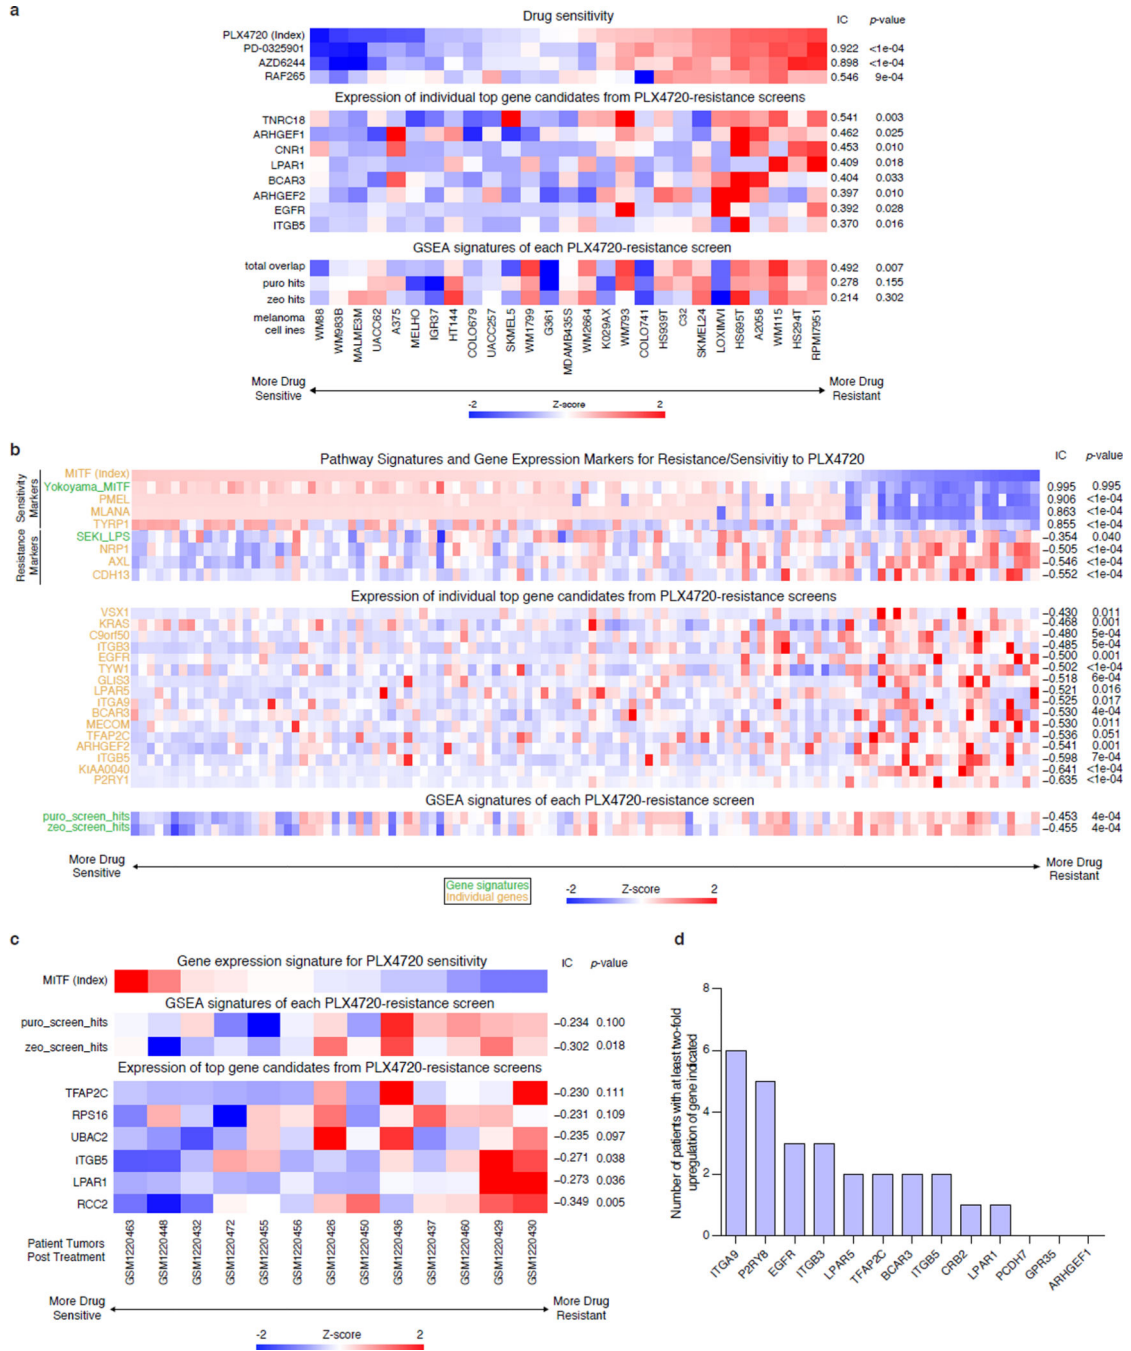 a
Drug sensitivity
IC p-value
PLX4720 (Index)
PD-0325901 0.922 <1e-04
AZD6244 0.898 <1e-04
RAF265 0.546 9e-04
Expression of individual top gene candidates from PLX4720-resistance screens
TNRC18 0.541 0.003
ARHGEF1 0.462 0.025
CNR1 0.453 0.010
LPAR1 0.409 0.018
BCAR3 0.404 0.033
ARHGEF2 0.397 0.010
EGFR 0.392 0.028
ITGB5 0.370 0.016
GSEA signatures of each PLX4720-resistance screen
total overlap 0.492 0.007
puro hits 0.278 0.155
zeo hits 0.214 0.302
melanoma cell ines
WM88 WM983B MALME3M UACC62 A375 MELHO IGR37 HT144 COLO679 UACC257 SKMEL5 WM1799 G361 MDAMB435S WM2664 K029AX WM793 COLO741 HS939T C32 SKMEL24 LOXIMVI HS695T A2058 WM115 HS294T RPMI7951
More Drug Sensitive
More Drug Resistant
-2 Z-score 2
b
Pathway Signatures and Gene Expression Markers for Resistance/Sensitivity to PLX4720
IC p-value
Sensitivity Markers
MITF (Index)
Yokoyama_MITF 0.995 0.995
PMEL 0.906 <1e-04
MLANA 0.863 <1e-04
TYRP1 0.855 <1e-04
Resistance Markers
SEKI_LPS −0.354 0.040
NRP1 −0.505 <1e-04
AXL −0.546 <1e-04
CDH13 −0.552 <1e-04
Expression of individual top gene candidates from PLX4720-resistance screens
VSX1 −0.430 0.011
KRAS −0.468 0.001
C9orf50 −0.480 5e-04
ITGB3 −0.485 5e-04
EGFR −0.500 0.001
TYW1 −0.502 <1e-04
GLIS3 −0.518 6e-04
LPAR5 −0.521 0.016
ITGA9 −0.525 0.017
BCAR3 −0.530 4e-04
MECOM −0.530 0.011
TFAP2C −0.536 0.051
ARHGEF2 −0.541 0.001
ITGB5 −0.598 7e-04
KIAA0040 −0.641 <1e-04
P2RY1 −0.635 <1e-04
GSEA signatures of each PLX4720-resistance screen
puro_screen_hits −0.453 4e-04
zeo_screen_hits −0.455 4e-04
More Drug Sensitive
More Drug Resistant
Gene signatures
Individual genes
-2 Z-score 2
c
Gene expression signature for PLX4720 sensitivity
IC p-value
MITF (Index)
GSEA signatures of each PLX4720-resistance screen
puro_screen_hits −0.234 0.100
zeo_screen_hits −0.302 0.018
Expression of top gene candidates from PLX4720-resistance screens
TFAP2C −0.230 0.111
RPS16 −0.231 0.109
UBAC2 −0.235 0.097
ITGB5 −0.271 0.038
LPAR1 −0.273 0.036
RCC2 −0.349 0.005
Patient Tumors Post Treatment
GSM1220463 GSM1220448 GSM1220432 GSM1220472 GSM1220455 GSM1220456 GSM1220426 GSM1220450 GSM1220436 GSM1220437 GSM1220460 GSM1220429 GSM1220430
More Drug Sensitive
More Drug Resistant
-2 Z-score 2
d
Number of patients with at least two-fold upregulation of gene indicated
8
6
4
2
0
ITGA9 P2RY8 EGFR ITGB3 LPAR5 TFAP2C BCAR3 ITGB5 CRB2 LPAR1 PCDH7 GPR35 ARHGEF1